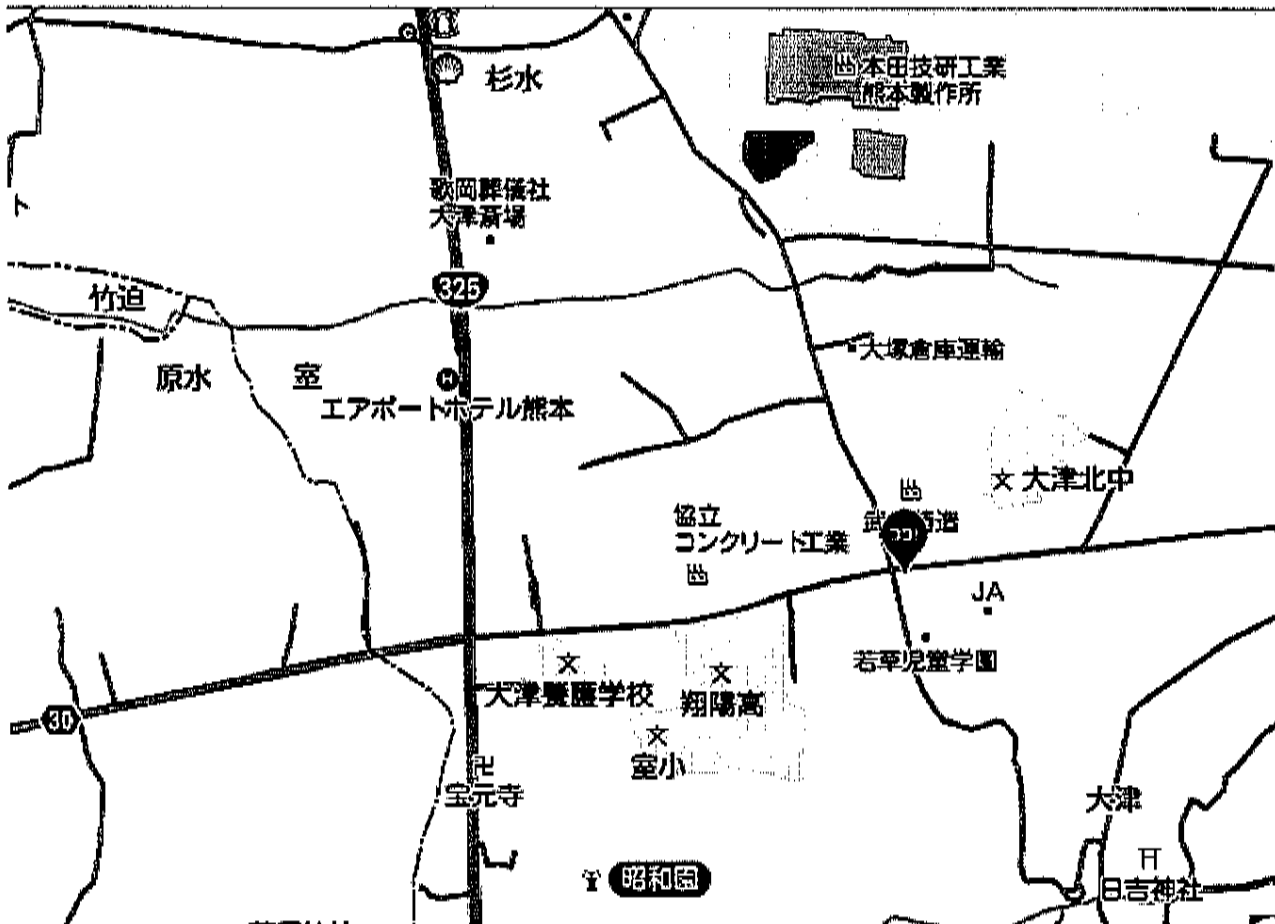 杉水
本田技研工業
熊本製作所
歌岡葬儀社
大津斎場
ト
325
竹迫
原水
室
エアポートホテル熊本
大塚倉庫運輸
大津北中
協立
コンクリート工業
ココ!
JA
若草児童学園
大津養護学校
翔陽高
30
室小
宝元寺
大津
昭和園
日吉神社